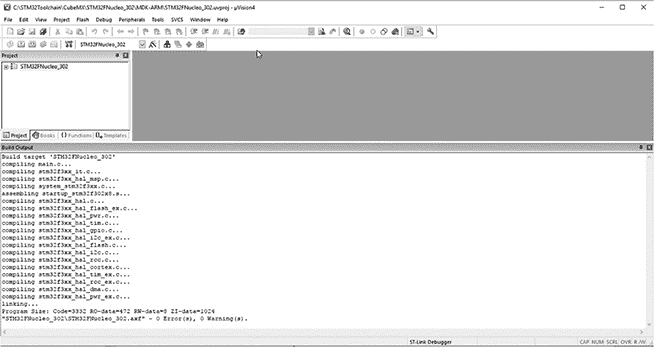 C:\STM32Toolchain\CubeMX\MDK-ARM\STM32FNucleo_302.uvproj - µVision4
File Edit View Project Flash Debug Peripherals Tools SVCS Window Help
STM32FNucleo_302
Project
STM32FNucleo_302
Project Books Functions Templates
Build Output
Build target 'STM32FNucleo_302'
compiling main.c...
compiling stm32f3xx_it.c...
compiling stm32f3xx_hal_msp.c...
compiling system_stm32f3xx.c...
assembling startup_stm32f302x8.s...
compiling stm32f3xx_hal.c...
compiling stm32f3xx_hal_flash_ex.c...
compiling stm32f3xx_hal_pwr.c...
compiling stm32f3xx_hal_tim.c...
compiling stm32f3xx_hal_gpio.c...
compiling stm32f3xx_hal_i2c_ex.c...
compiling stm32f3xx_hal_flash.c...
compiling stm32f3xx_hal_i2c.c...
compiling stm32f3xx_hal_rcc.c...
compiling stm32f3xx_hal_cortex.c...
compiling stm32f3xx_hal_tim_ex.c...
compiling stm32f3xx_hal_rcc_ex.c...
compiling stm32f3xx_hal_dma.c...
compiling stm32f3xx_hal_pwr_ex.c...
linking...
Program Size: Code=3332 RO-data=472 RW-data=8 ZI-data=1024
"STM32FNucleo_302\STM32FNucleo_302.axf" - 0 Error(s), 0 Warning(s).
ST-Link Debugger CAP NUM SCRL OVR R/W